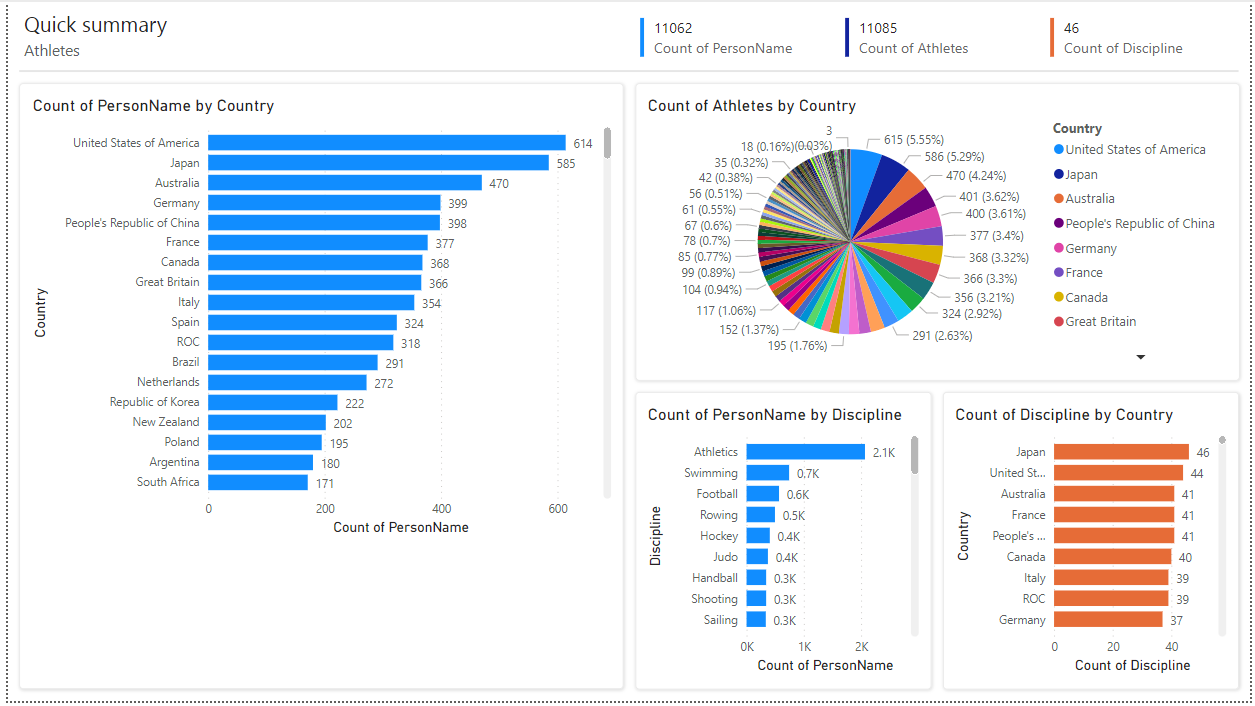 Quick summary
Athletes
11062
Count of PersonName
11085
Count of Athletes
46
Count of Discipline
Count of PersonName by Country
Country
United States of America 614
Japan 585
Australia 470
Germany 399
People's Republic of China 398
France 377
Canada 368
Great Britain 366
Italy 354
Spain 324
ROC 318
Brazil 291
Netherlands 272
Republic of Korea 222
New Zealand 202
Poland 195
Argentina 180
South Africa 171
0 200 400 600
Count of PersonName
Count of Athletes by Country
615 (5.55%)
586 (5.29%)
470 (4.24%)
401 (3.62%)
400 (3.61%)
377 (3.4%)
368 (3.32%)
366 (3.3%)
356 (3.21%)
324 (2.92%)
291 (2.63%)
195 (1.76%)
152 (1.37%)
117 (1.06%)
104 (0.94%)
99 (0.89%)
85 (0.77%)
78 (0.7%)
67 (0.6%)
61 (0.55%)
56 (0.51%)
42 (0.38%)
35 (0.32%)
18 (0.16%)
3 (0.03%)
Country
United States of America
Japan
Australia
People's Republic of China
Germany
France
Canada
Great Britain
Count of PersonName by Discipline
Discipline
Athletics 2.1K
Swimming 0.7K
Football 0.6K
Rowing 0.5K
Hockey 0.4K
Judo 0.4K
Handball 0.3K
Shooting 0.3K
Sailing 0.3K
0K 1K 2K
Count of PersonName
Count of Discipline by Country
Country
Japan 46
United St... 44
Australia 41
France 41
People's ... 41
Canada 40
Italy 39
ROC 39
Germany 37
0 20 40
Count of Discipline